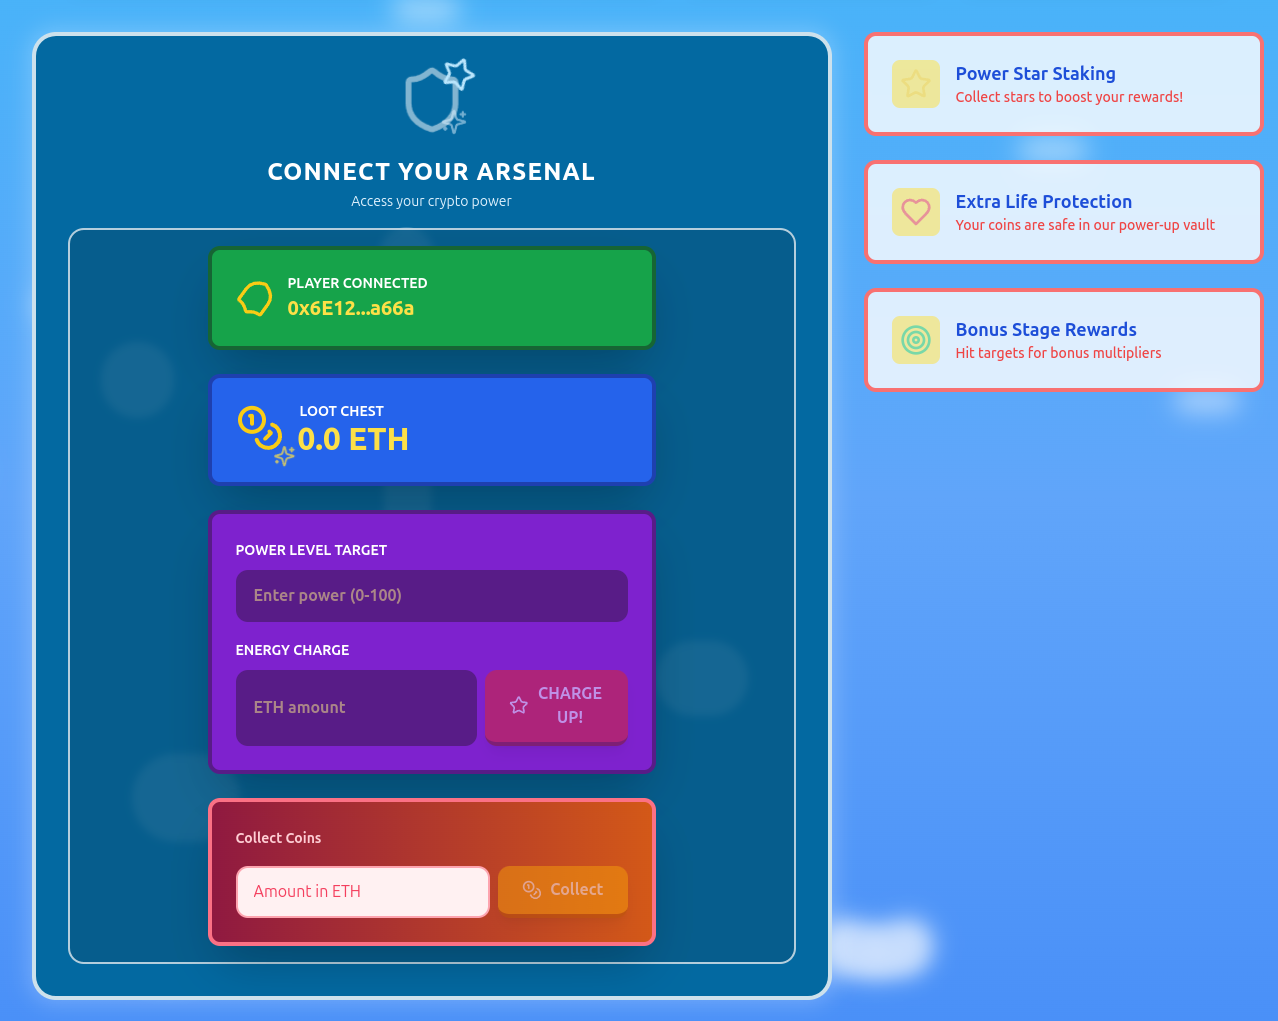 CONNECT YOUR ARSENAL
Access your crypto power
PLAYER CONNECTED
0x6E12...a66a
LOOT CHEST
0.0 ETH
POWER LEVEL TARGET
Enter power (0-100)
ENERGY CHARGE
ETH amount
CHARGE
UP!
Collect Coins
Amount in ETH
Collect
Power Star Staking
Collect stars to boost your rewards!
Extra Life Protection
Your coins are safe in our power-up vault
Bonus Stage Rewards
Hit targets for bonus multipliers